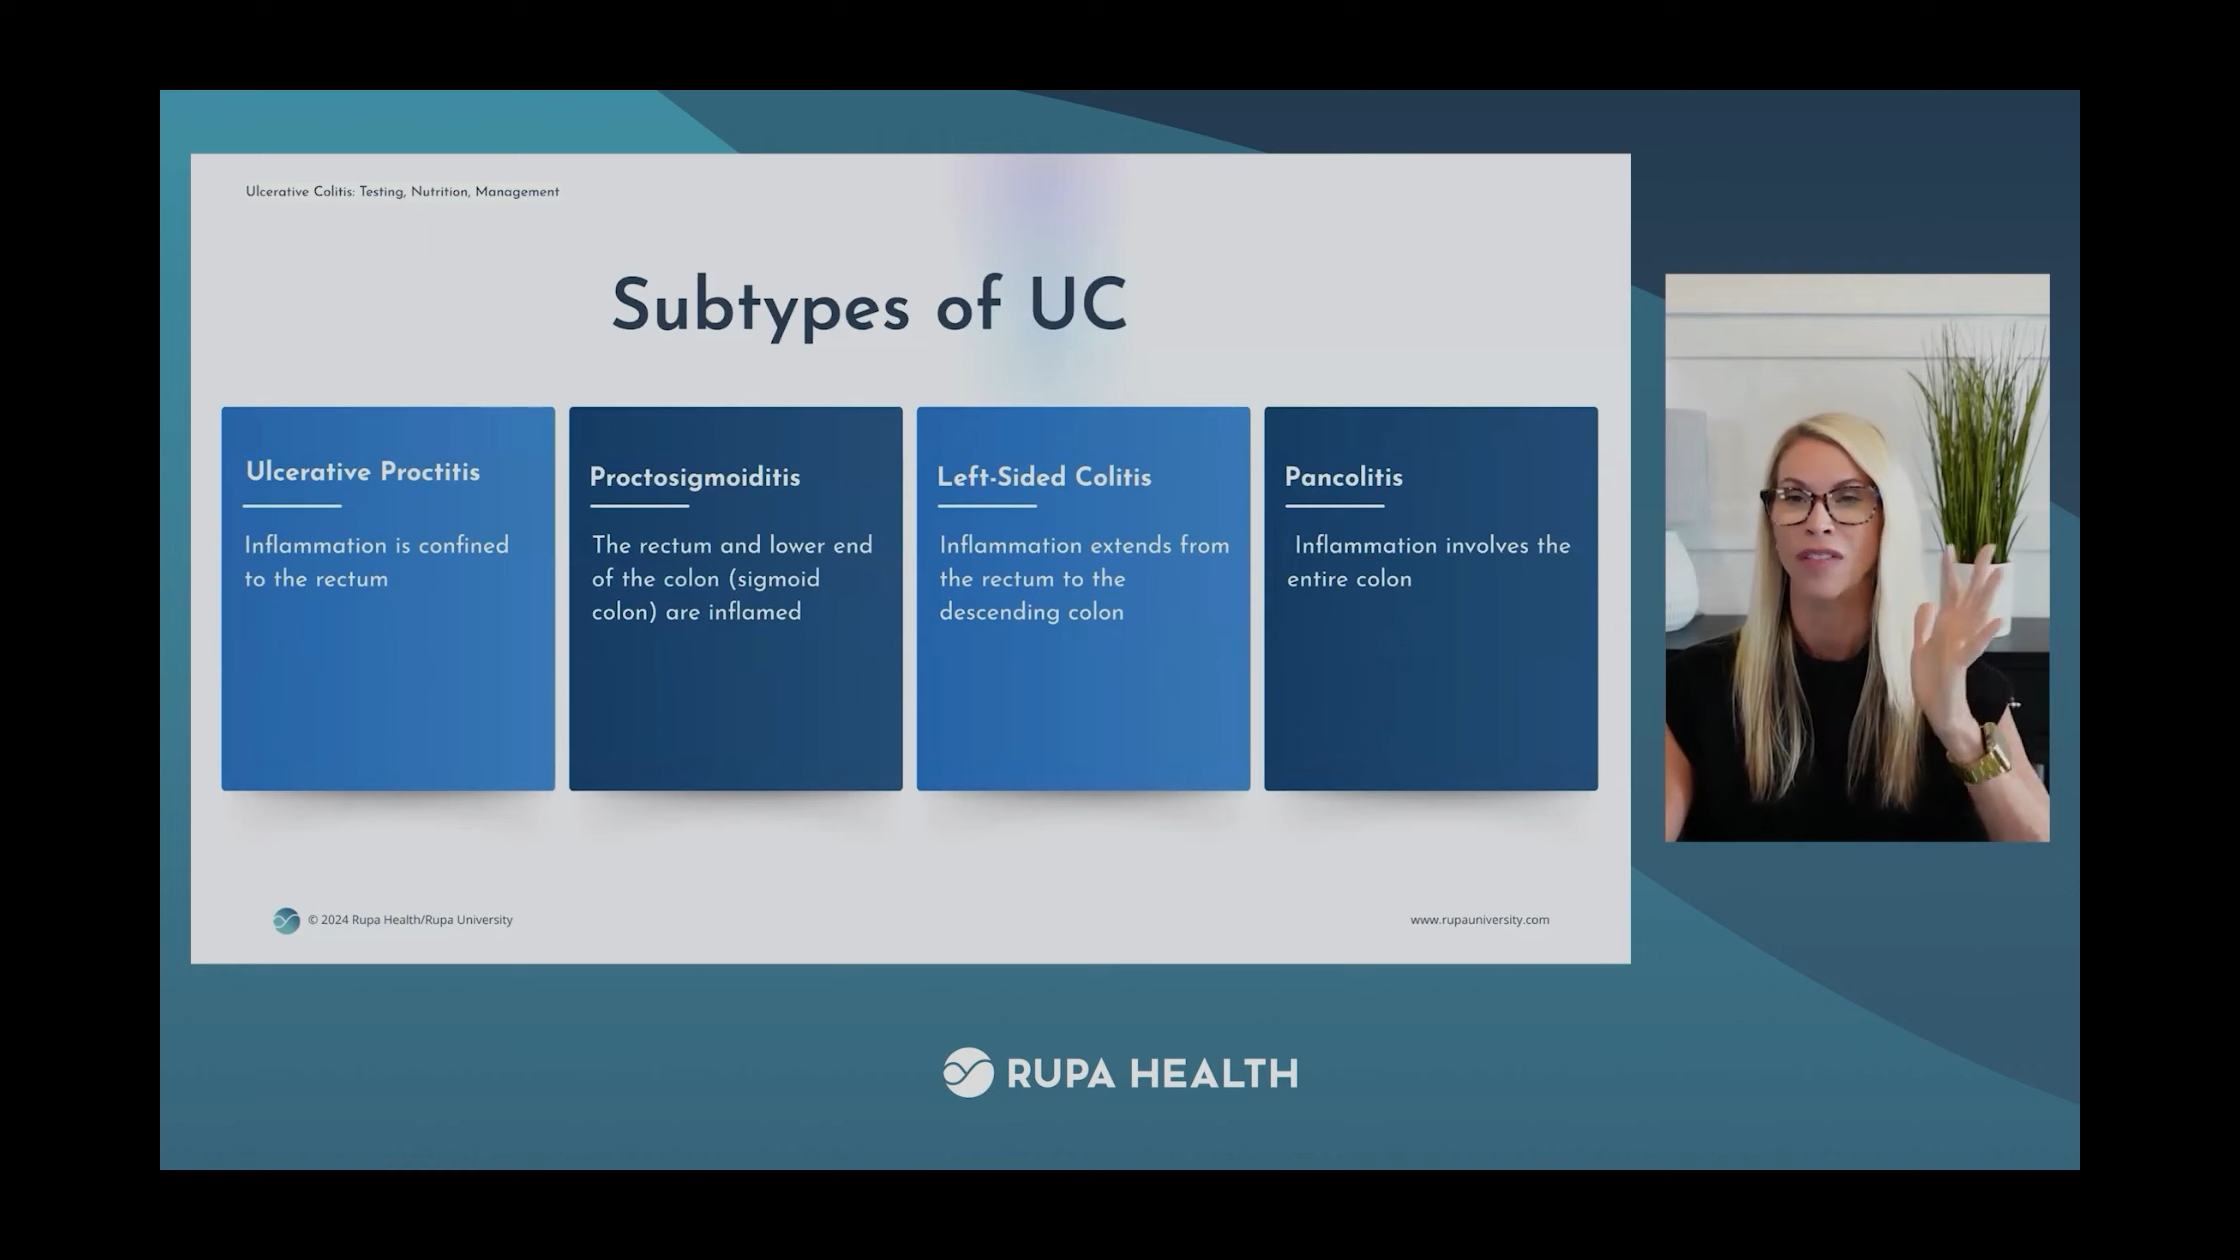 Ulcerative Colitis: Testing, Nutrition, Management
Subtypes of UC
Ulcerative Proctitis
Inflammation is confined
to the rectum
Proctosigmoiditis
The rectum and lower end
of the colon (sigmoid
colon) are inflamed
Left-Sided Colitis
Inflammation extends from
the rectum to the
descending colon
Pancolitis
Inflammation involves the
entire colon
© 2024 Rupa Health/Rupa University
www.rupauniversity.com
RUPA HEALTH